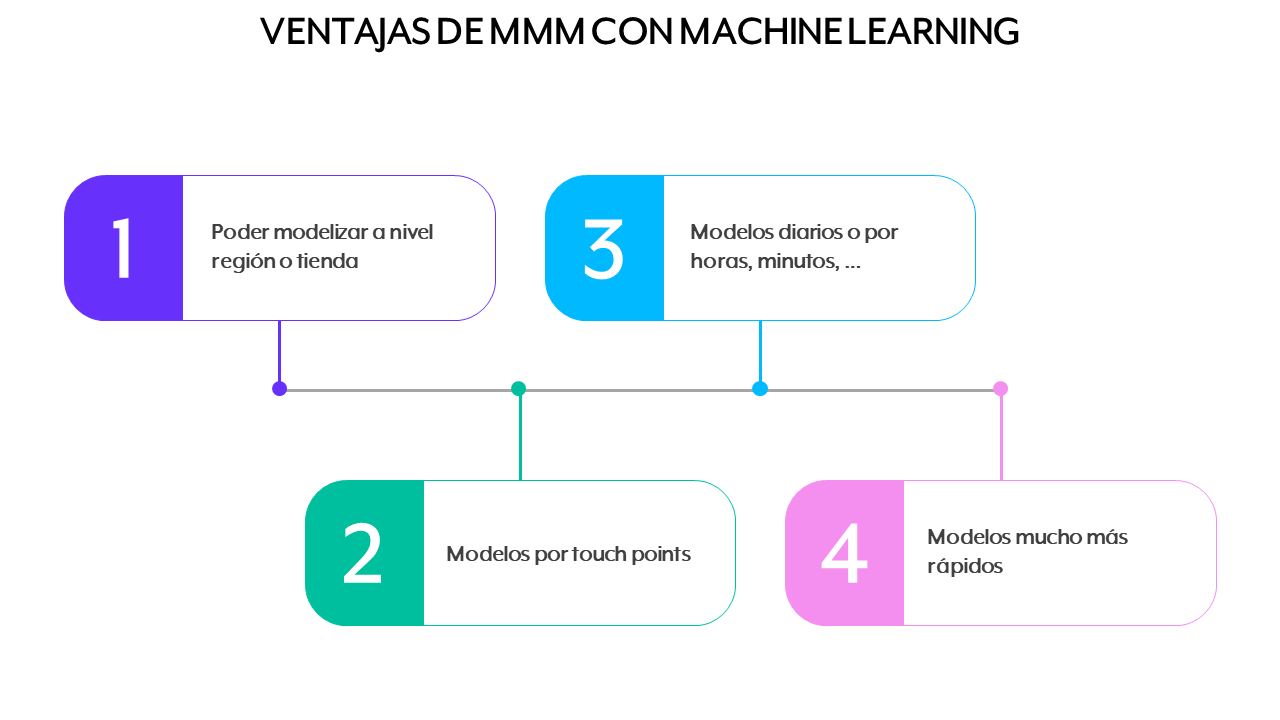 VENTAJAS DE MMM CON MACHINE LEARNING
1
Poder modelizar a nivel
región o tienda
2
Modelos por touch points
3
Modelos diarios o por
horas, minutos, ...
4
Modelos mucho más
rápidos